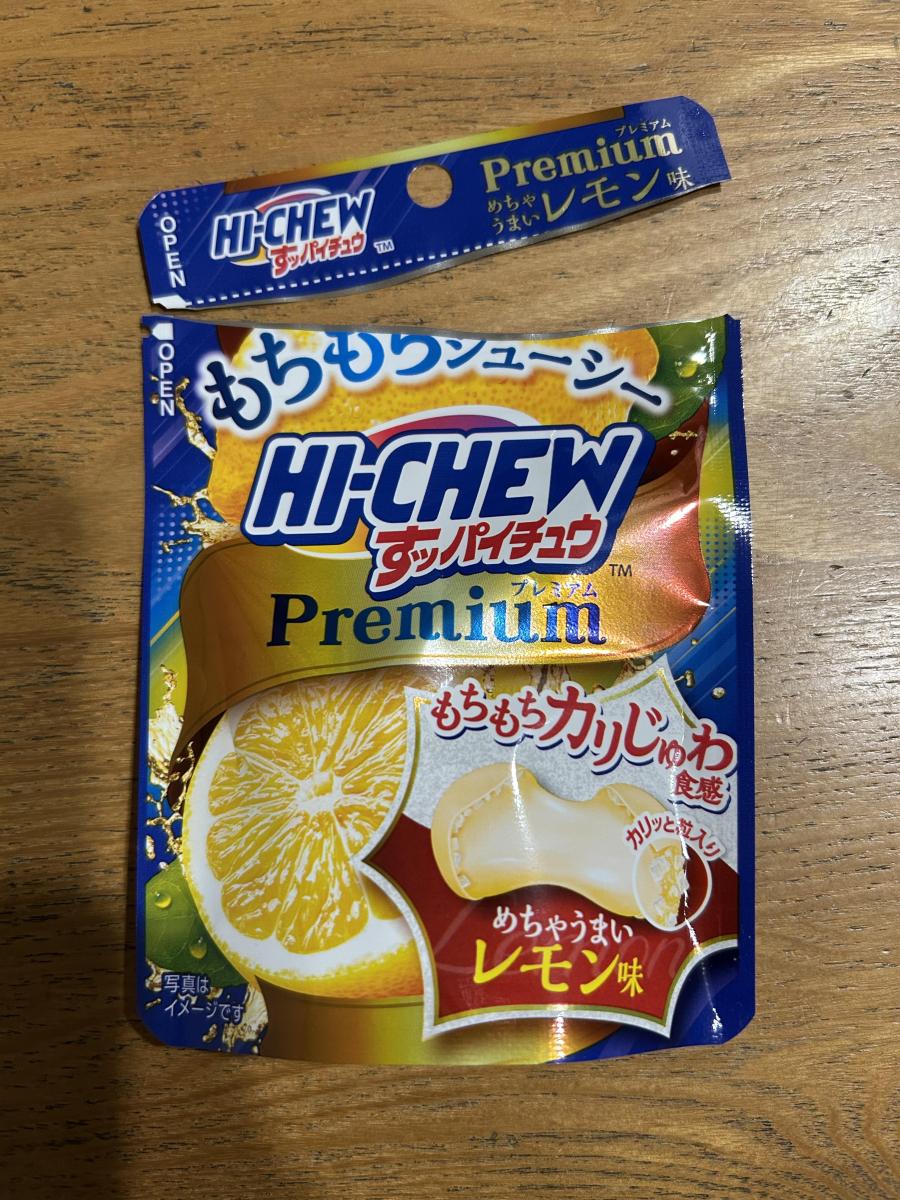 OPEN
HI-CHEW
すッパイチュウ
TM
プレミアム
Premium
めちゃ
うまい
レモン味
OPEN
もちもちジューシー
HI-CHEW
すッパイチュウ
TM
プレミアム
Premium
もちもちカリじゅわ
食感
カリッと粒入り
めちゃうまい
レモン味
Lemon
写真は
イメージです